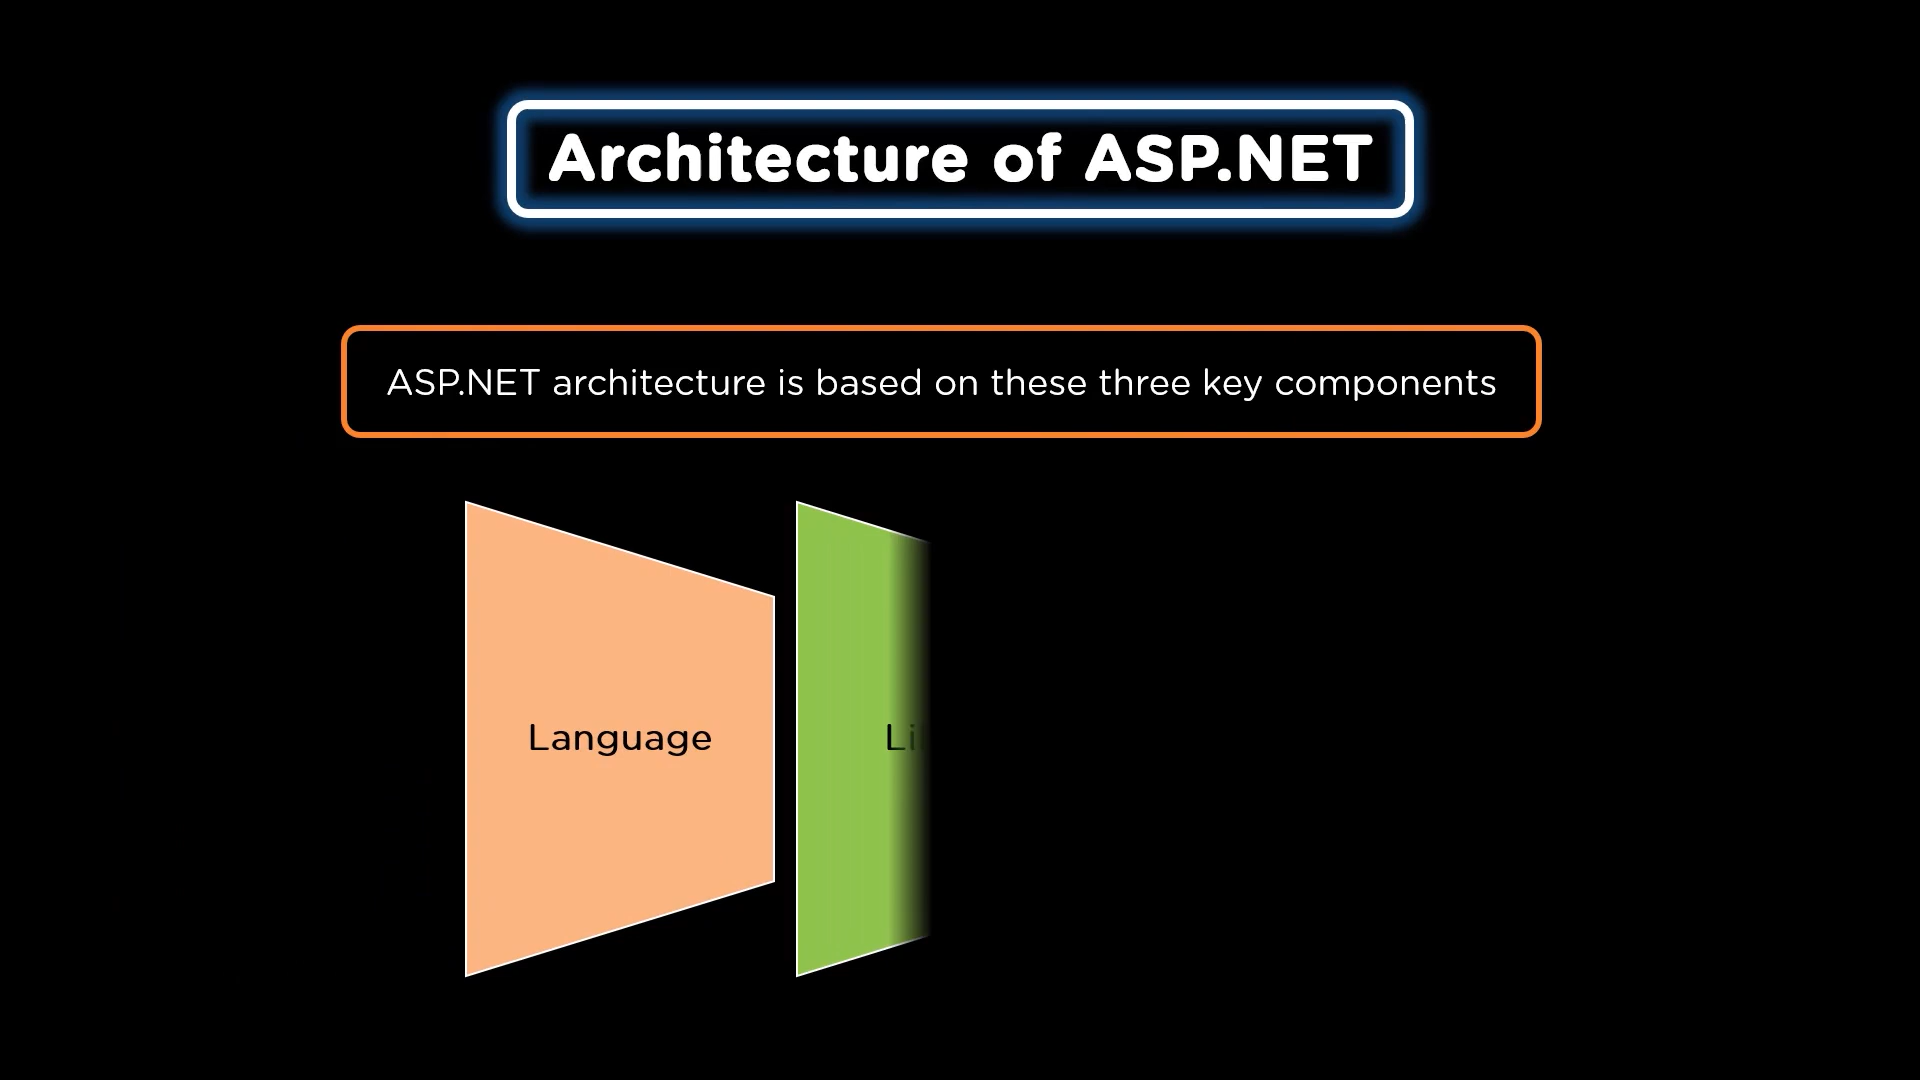 Architecture of ASP.NET
ASP.NET architecture is based on these three key components
Language